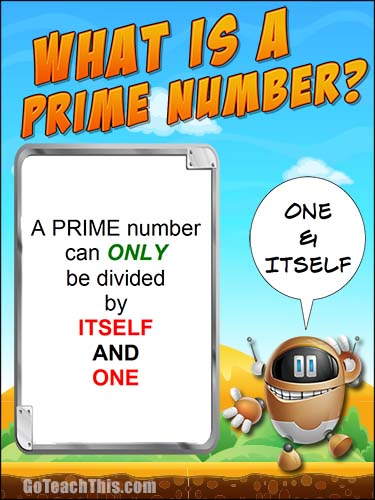 WHAT IS A
PRIME NUMBER?
A PRIME number
can ONLY
be divided
by
ITSELF
AND
ONE
ONE
&
ITSELF
GoTeachThis.com